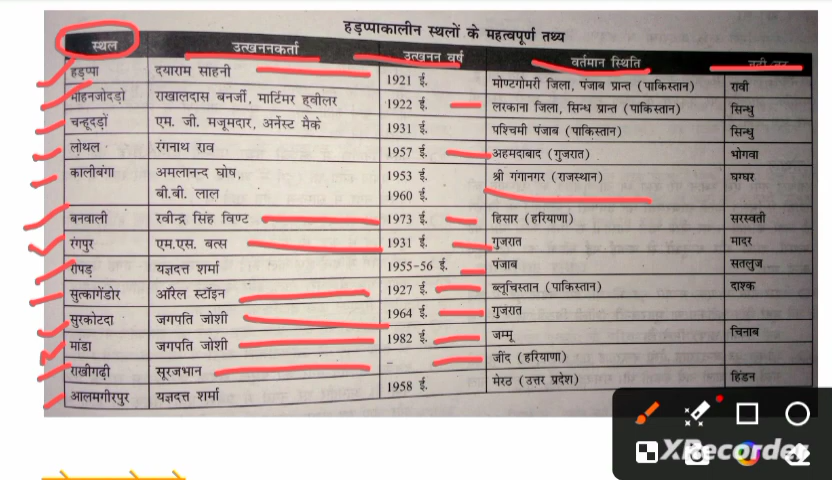 हड़प्पाकालीन स्थलों के महत्वपूर्ण तथ्य
स्थल उत्खननकर्ता उत्खनन वर्ष वर्तमान स्थिति
हड़प्पा दयाराम साहनी 1921 ई. मोण्टगोमरी जिला, पंजाब प्रान्त (पाकिस्तान) रावी
मोहनजोदड़ो राखालदास बनर्जी, मार्टिमर ह्वीलर 1922 ई. लरकाना जिला, सिन्ध प्रान्त (पाकिस्तान) सिन्धु
चन्हूदड़ों एम. जी. मजूमदार, अर्नेस्ट मैके 1931 ई. पश्चिमी पंजाब (पाकिस्तान) सिन्धु
लोथल रंगनाथ राव 1957 ई. अहमदाबाद (गुजरात) भोगवा
कालीबंगा अमलानन्द घोष, 1953 ई. श्री गंगानगर (राजस्थान) घग्घर
बी.बी. लाल 1960 ई.
बनवाली रवीन्द्र सिंह विण्ट 1973 ई. हिसार (हरियाणा) सरस्वती
रंगपुर एम.एस. वत्स 1931 ई. गुजरात मादर
रोपड़ यज्ञदत्त शर्मा 1955-56 ई. पंजाब सतलुज
सुत्कागेंडोर ऑरेल स्टॉइन 1927 ई. ब्लूचिस्तान (पाकिस्तान) दाश्क
सुरकोटदा जगपति जोशी 1964 ई. गुजरात
मांडा जगपति जोशी 1982 ई. जम्मू चिनाब
राखीगढ़ी सूरजभान - जींद (हरियाणा)
आलमगीरपुर यज्ञदत्त शर्मा 1958 ई. मेरठ (उत्तर प्रदेश) हिंडन
XRecorder